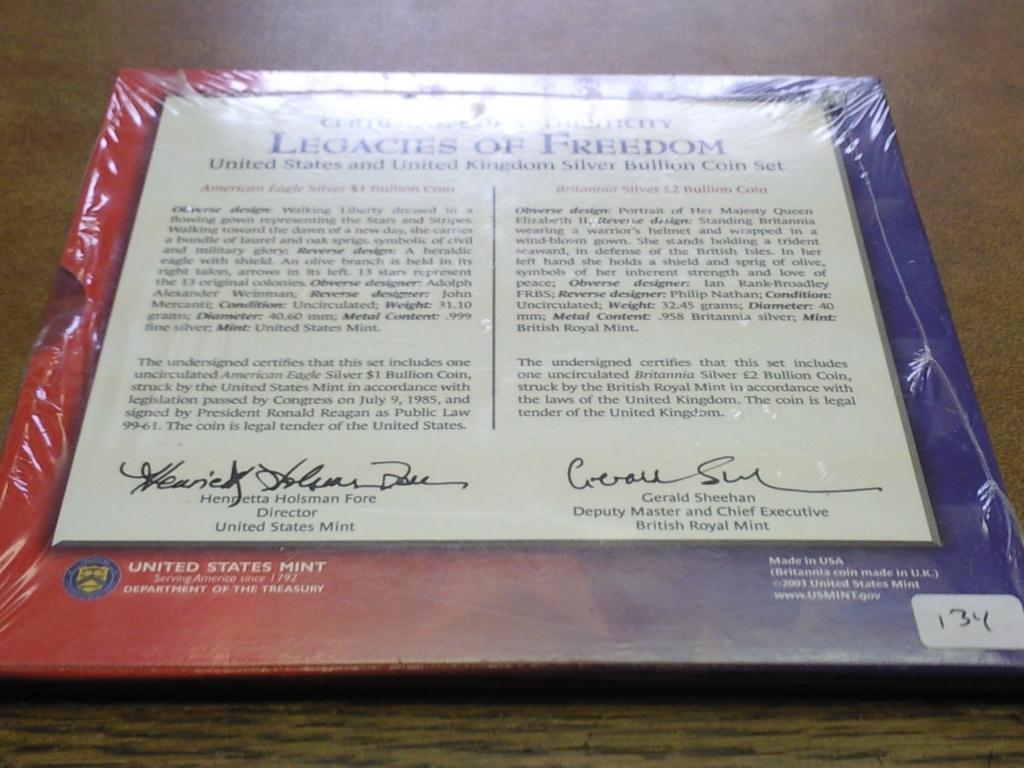 CERTIFICATE OF AUTHENTICITY
LEGACIES OF FREEDOM
United States and United Kingdom Silver Bullion Coin Set
American Eagle Silver $1 Bullion Coin
Obverse design: Walking Liberty dressed in a
flowing gown representing the Stars and Stripes.
Walking toward the dawn of a new day, she carries
a bundle of laurel and oak sprigs, symbolic of civil
and military glory; Reverse design: A heraldic
eagle with shield. An olive branch is held in its
right talon, arrows in its left. 13 stars represent
the 13 original colonies. Obverse designer: Adolph
Alexander Weinman; Reverse designer: John
Mercanti; Condition: Uncirculated; Weight: 31.10
grams; Diameter: 40.60 mm; Metal Content: .999
fine silver; Mint: United States Mint.
The undersigned certifies that this set includes one
uncirculated American Eagle Silver $1 Bullion Coin,
struck by the United States Mint in accordance with
legislation passed by Congress on July 9, 1985, and
signed by President Ronald Reagan as Public Law
99-61. The coin is legal tender of the United States.
Henrietta Holsman Fore
Henrietta Holsman Fore
Director
United States Mint
Britannia Silver £2 Bullion Coin
Obverse design: Portrait of Her Majesty Queen
Elizabeth II, Reverse design: Standing Britannia
wearing a warrior's helmet and wrapped in a
wind-blown gown. She stands holding a trident
seaward, in defense of the British Isles. In her
left hand she holds a shield and sprig of olive,
symbols of her inherent strength and love of
peace; Obverse designer: Ian Rank-Broadley
FRBS; Reverse designer: Philip Nathan; Condition:
Uncirculated; Weight: 32.45 grams; Diameter: 40
mm; Metal Content: .958 Britannia silver; Mint:
British Royal Mint.
The undersigned certifies that this set includes
one uncirculated Britannia Silver £2 Bullion Coin,
struck by the British Royal Mint in accordance with
the laws of the United Kingdom. The coin is legal
tender of the United Kingdom.
Gerald Sheehan
Deputy Master and Chief Executive
British Royal Mint
UNITED STATES MINT
Serving America since 1792
DEPARTMENT OF THE TREASURY
Made in USA
(Britannia coin made in U.K.)
©2003 United States Mint
www.USMINT.gov
134